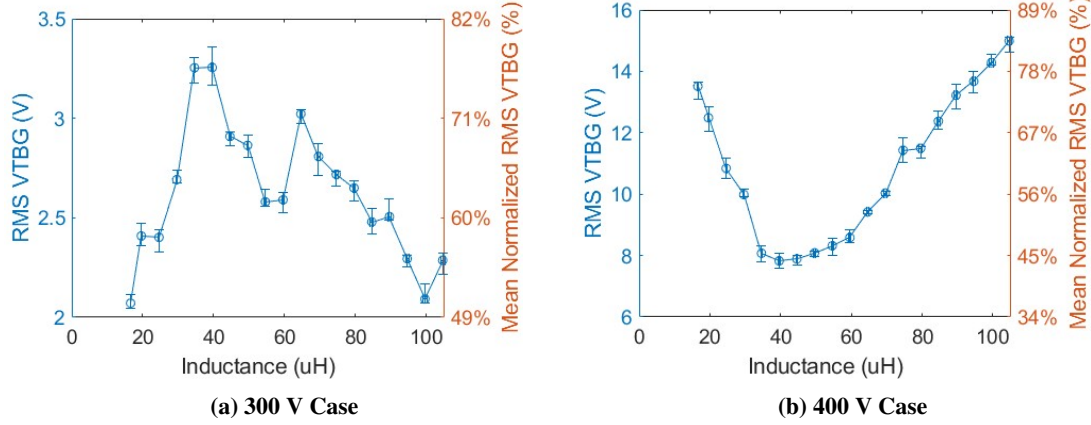 3.5
3
2.5
2
RMS VTBG (V)
82%
71%
60%
49%
Mean Normalized RMS VTBG (%)
0 20 40 60 80 100
Inductance (uH)
(a) 300 V Case
16
14
12
10
8
6
RMS VTBG (V)
89%
78%
67%
56%
45%
34%
Mean Normalized RMS VTBG (%)
0 20 40 60 80 100
Inductance (uH)
(b) 400 V Case